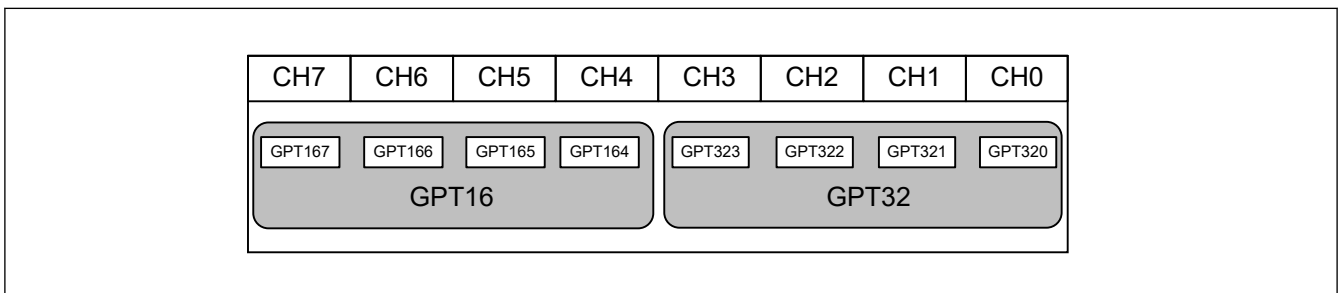 CH7 CH6 CH5 CH4 CH3 CH2 CH1 CH0
GPT167 GPT166 GPT165 GPT164 GPT323 GPT322 GPT321 GPT320
GPT16 GPT32